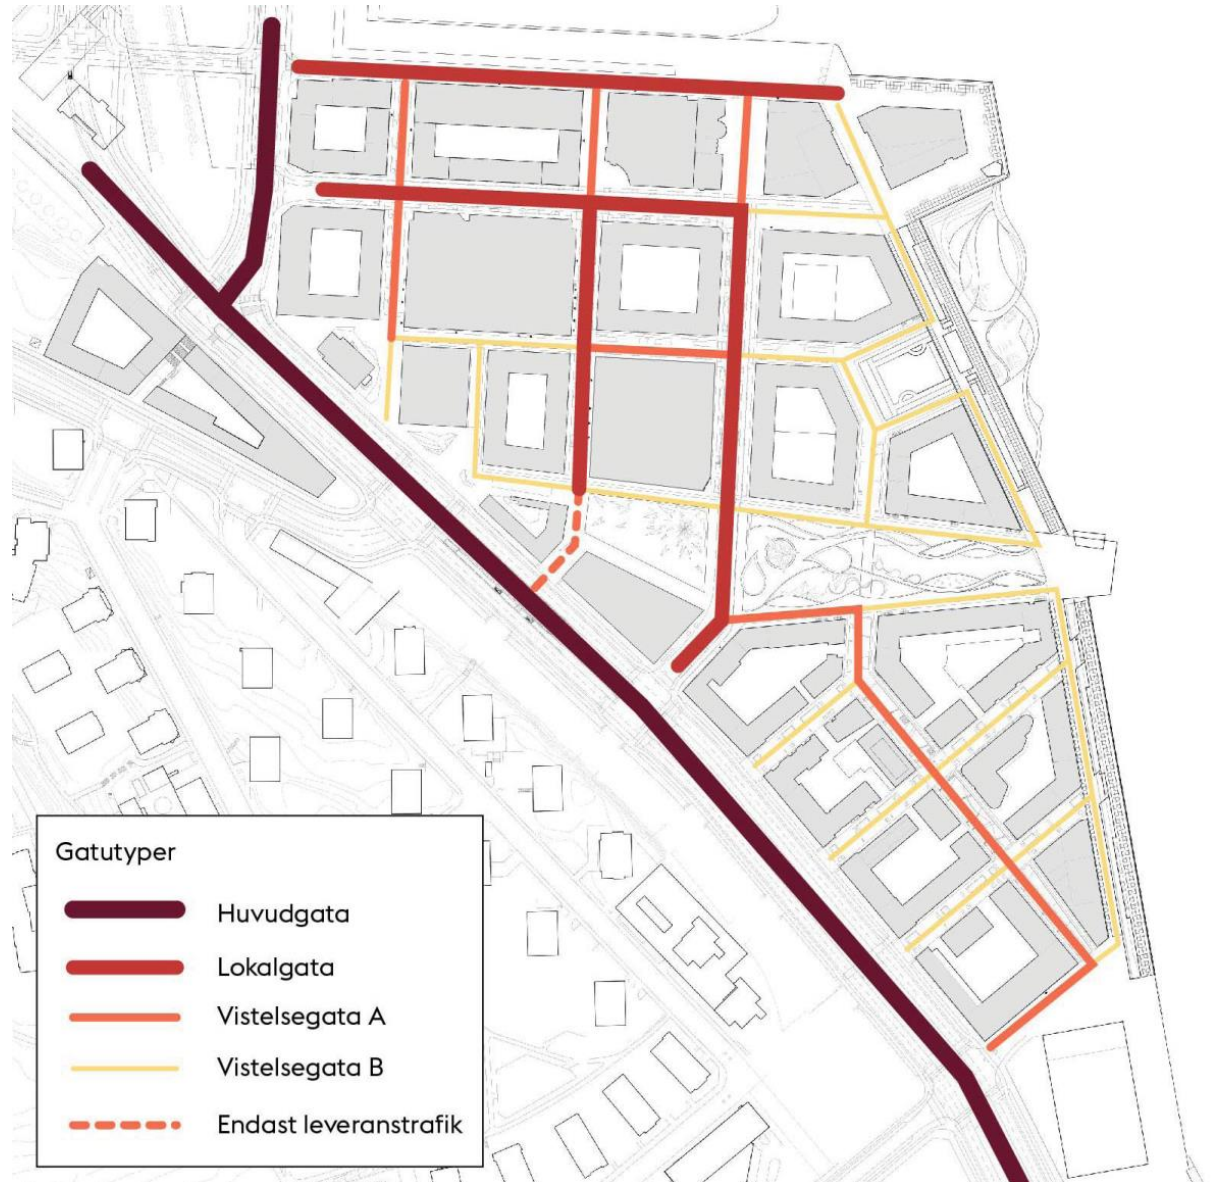 Gatutyper
Huvudgata
Lokalgata
Vistelsegata A
Vistelsegata B
Endast leveranstrafik